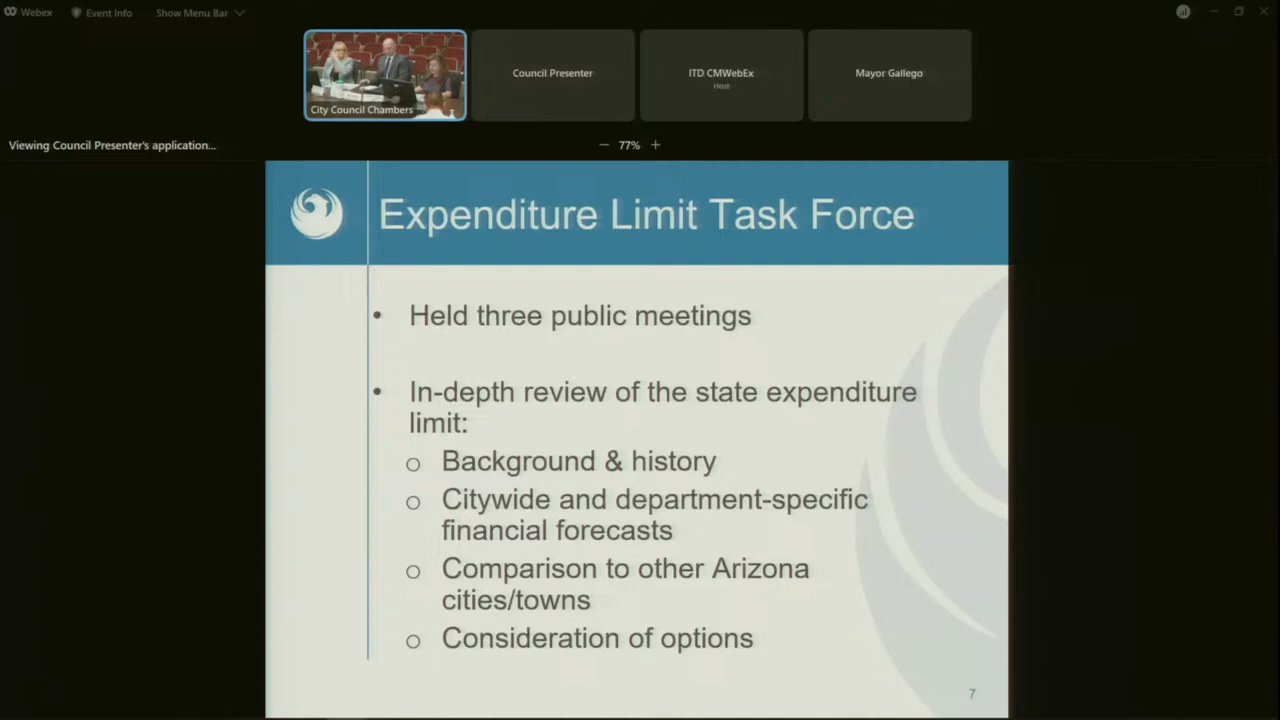 Webex
Event Info
Show Menu Bar
City Council Chambers
Council Presenter
ITD CMWebEx
Host
Mayor Gallego
Viewing Council Presenter's application...
77%
Expenditure Limit Task Force
• Held three public meetings
• In-depth review of the state expenditure
limit:
o Background & history
o Citywide and department-specific
financial forecasts
o Comparison to other Arizona
cities/towns
o Consideration of options
7